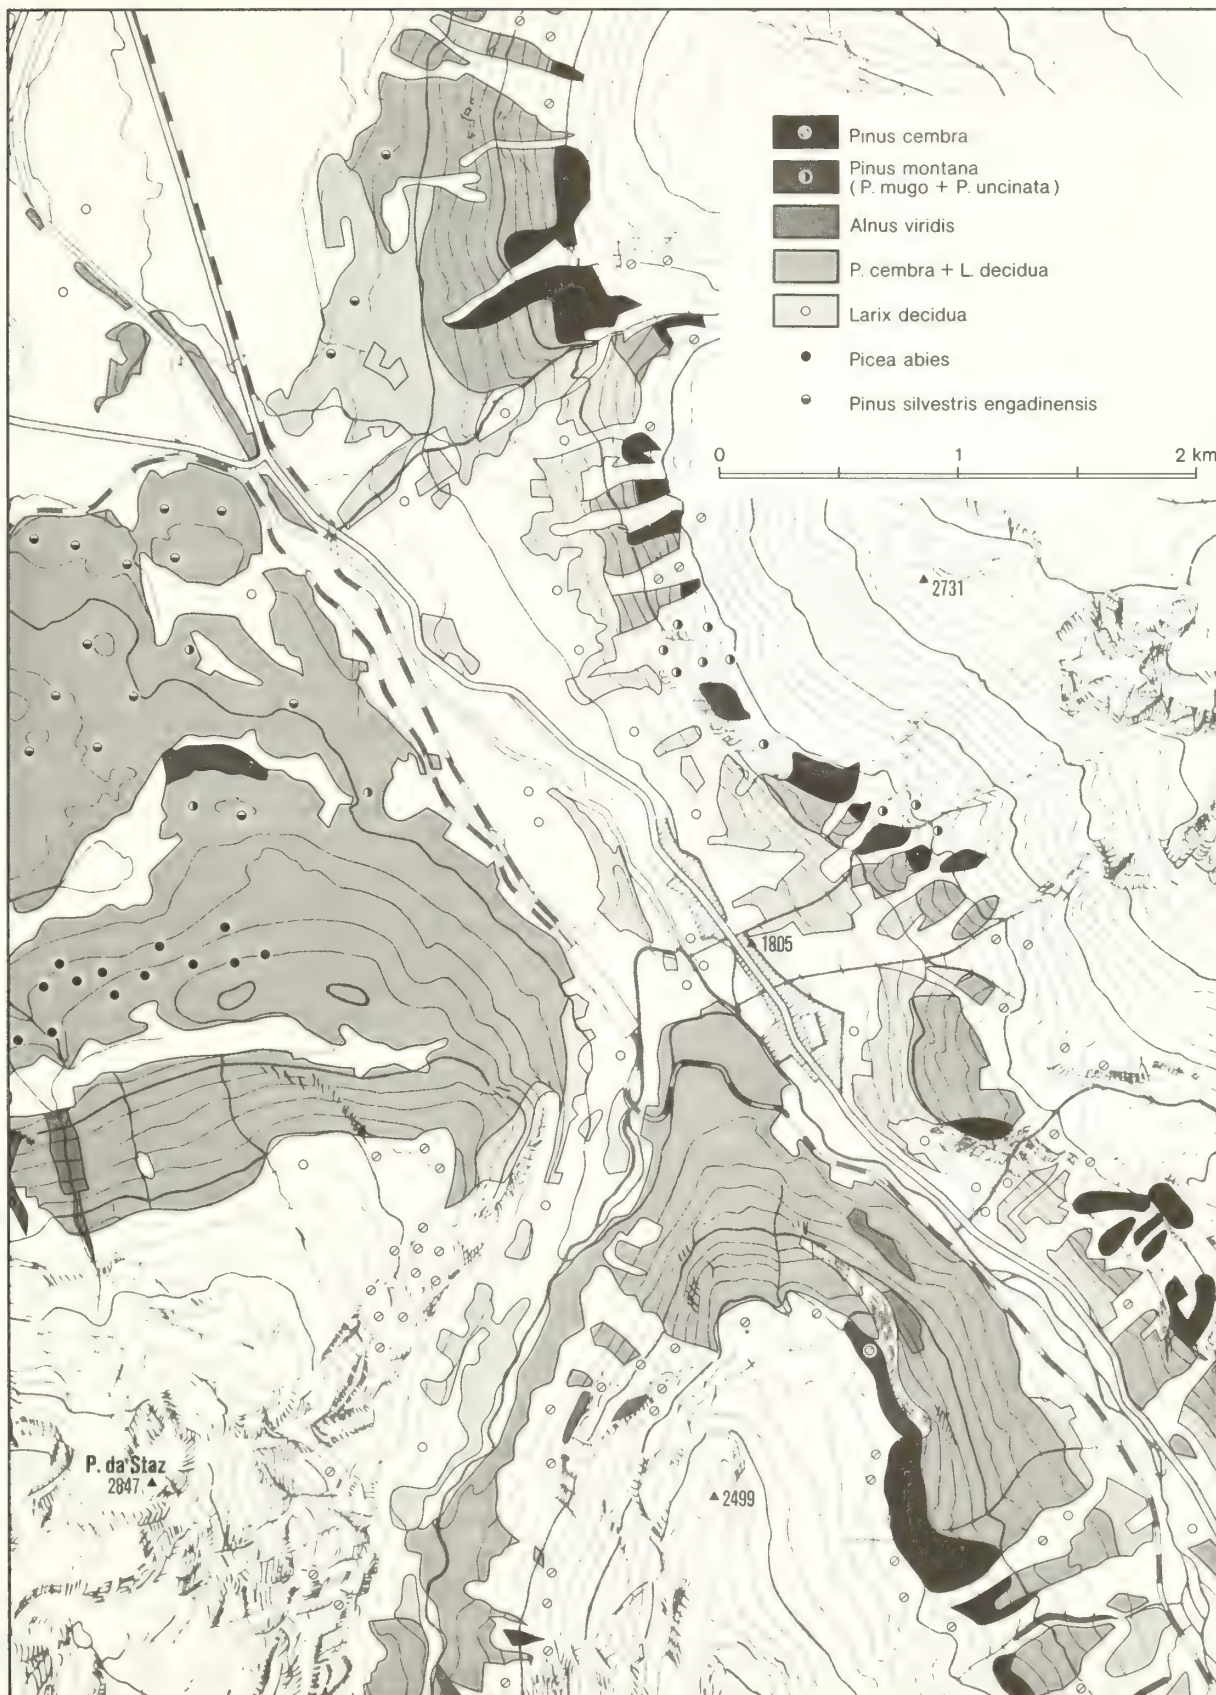 Pinus cembra
Pinus montana
( P. mugo + P. uncinata )
Alnus viridis
P. cembra + L. decidua
Larix decidua
Picea abies
Pinus silvestris engadinensis
0 1 2 km
2731
1805
P. da Staz
2847
2499